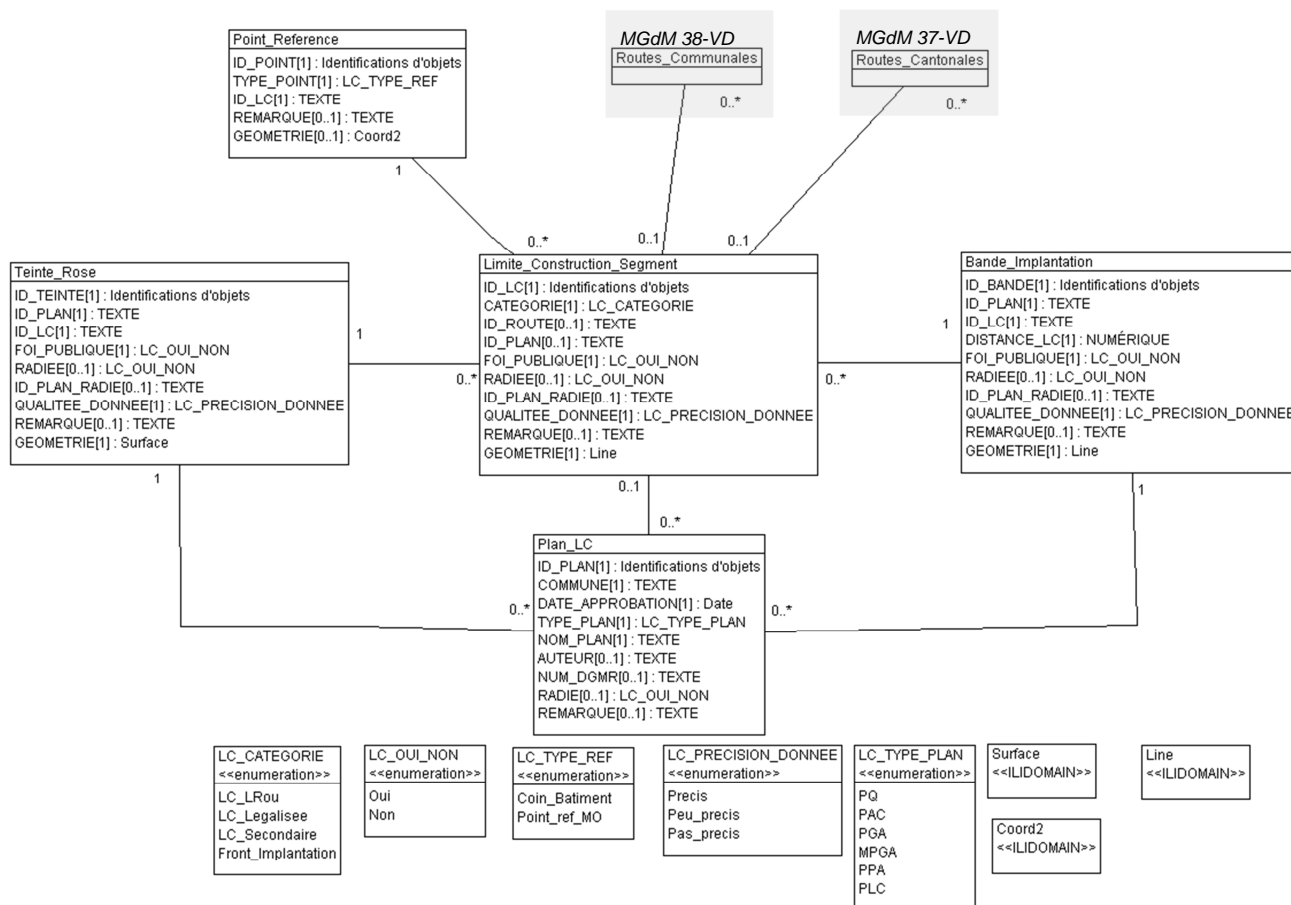 Point_Reference
ID_POINT[1] : Identifications d'objets
TYPE_POINT[1] : LC_TYPE_REF
ID_LC[1] : TEXTE
REMARQUE[0..1] : TEXTE
GEOMETRIE[0..1] : Coord2
1
MGdM 38-VD
Routes_Communales
0..*
MGdM 37-VD
Routes_Cantonales
0..*
0..*
0..1
0..1
Teinte_Rose
ID_TEINTE[1] : Identifications d'objets
ID_PLAN[1] : TEXTE
ID_LC[1] : TEXTE
FOI_PUBLIQUE[1] : LC_OUI_NON
RADIEE[0..1] : LC_OUI_NON
ID_PLAN_RADIE[0..1] : TEXTE
QUALITEE_DONNEE[1] : LC_PRECISION_DONNEE
REMARQUE[0..1] : TEXTE
GEOMETRIE[1] : Surface
1
0..*
1
Limite_Construction_Segment
ID_LC[1] : Identifications d'objets
CATEGORIE[1] : LC_CATEGORIE
ID_ROUTE[0..1] : TEXTE
ID_PLAN[0..1] : TEXTE
FOI_PUBLIQUE[1] : LC_OUI_NON
RADIEE[0..1] : LC_OUI_NON
ID_PLAN_RADIE[0..1] : TEXTE
QUALITEE_DONNEE[1] : LC_PRECISION_DONNEE
REMARQUE[0..1] : TEXTE
GEOMETRIE[1] : Line
0..1
0..*
1
0..*
Bande_Implantation
ID_BANDE[1] : Identifications d'objets
ID_PLAN[1] : TEXTE
ID_LC[1] : TEXTE
DISTANCE_LC[1] : NUMÉRIQUE
FOI_PUBLIQUE[1] : LC_OUI_NON
RADIEE[0..1] : LC_OUI_NON
ID_PLAN_RADIE[0..1] : TEXTE
QUALITEE_DONNEE[1] : LC_PRECISION_DONNEE
REMARQUE[0..1] : TEXTE
GEOMETRIE[1] : Line
1
Plan_LC
ID_PLAN[1] : Identifications d'objets
COMMUNE[1] : TEXTE
DATE_APPROBATION[1] : Date
TYPE_PLAN[1] : LC_TYPE_PLAN
NOM_PLAN[1] : TEXTE
AUTEUR[0..1] : TEXTE
NUM_DGMR[0..1] : TEXTE
RADIE[0..1] : LC_OUI_NON
REMARQUE[0..1] : TEXTE
0..*
0..*
LC_CATEGORIE
<<enumeration>>
LC_LRou
LC_Legalisee
LC_Secondaire
Front_Implantation
LC_OUI_NON
<<enumeration>>
Oui
Non
LC_TYPE_REF
<<enumeration>>
Coin_Batiment
Point_ref_MO
LC_PRECISION_DONNEE
<<enumeration>>
Precis
Peu_precis
Pas_precis
LC_TYPE_PLAN
<<enumeration>>
PQ
PAC
PGA
MPGA
PPA
PLC
Surface
<<ILIDOMAIN>>
Coord2
<<ILIDOMAIN>>
Line
<<ILIDOMAIN>>